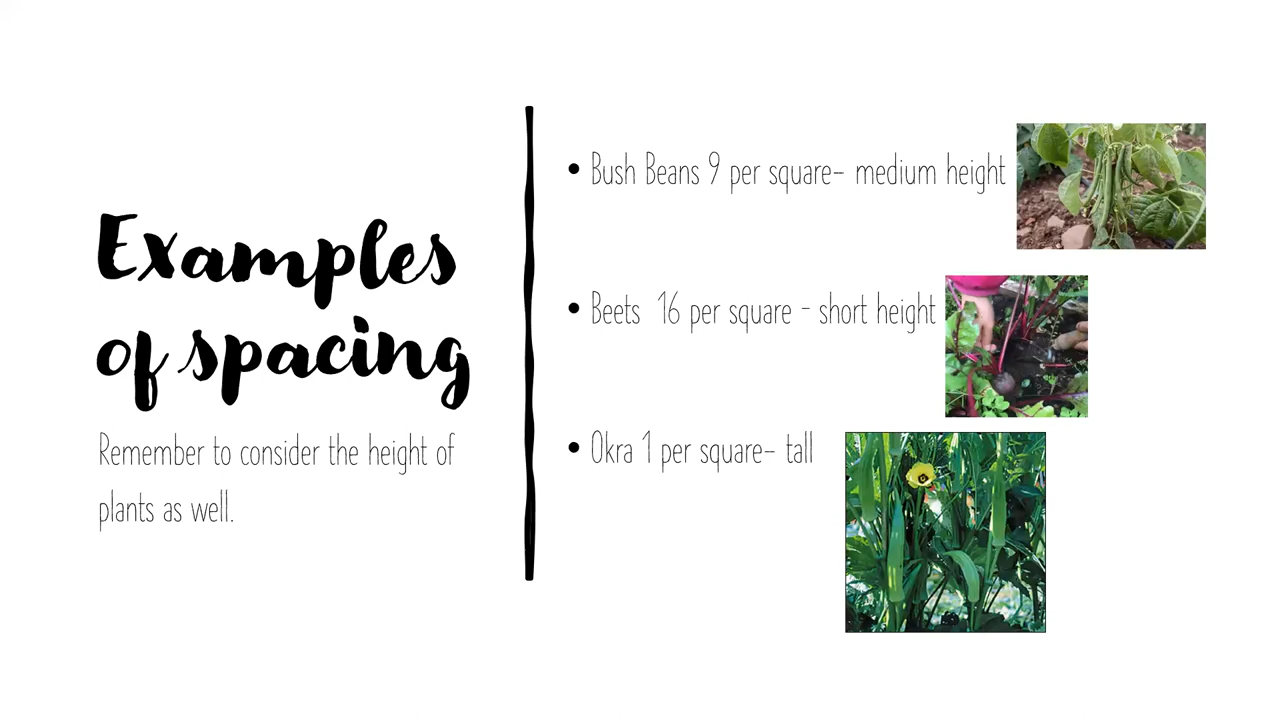 Examples
of spacing
Remember to consider the height of
plants as well.
• Bush Beans 9 per square- medium height
• Beets  16 per square - short height
• Okra 1 per square- tall